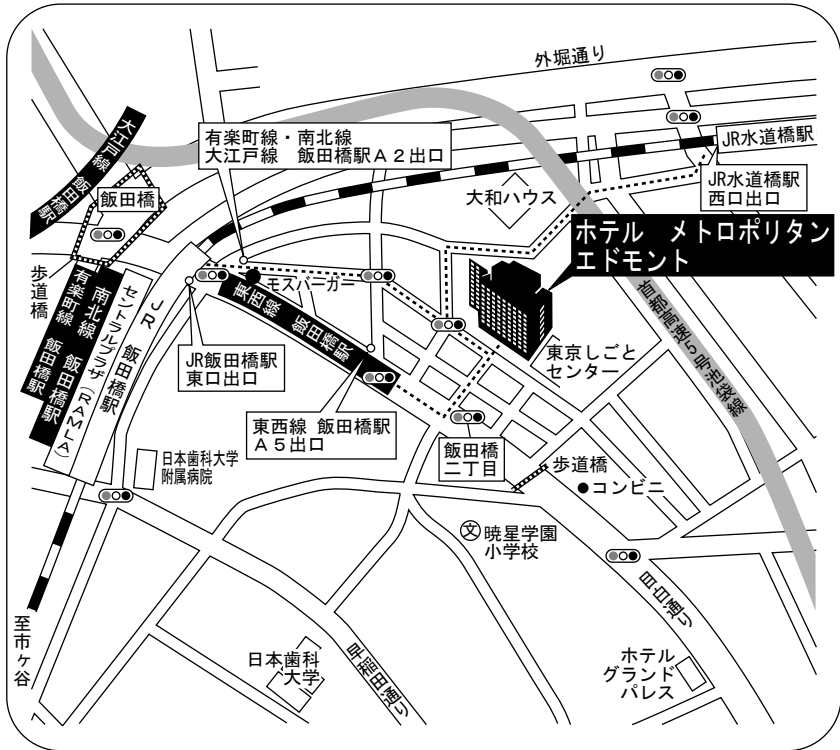 外堀通り
大江戸線 飯田橋駅
有楽町線・南北線
大江戸線 飯田橋駅A2出口
JR水道橋駅
飯田橋
大和ハウス
JR水道橋駅
西口出口
ホテル メトロポリタン
エドモント
歩道橋
モスバーガー
首都高速5号池袋線
南北線 飯田橋駅
有楽町線 飯田橋駅
JR 飯田橋駅
セントラルプラザ(RAMLA)
東西線 飯田橋駅
JR飯田橋駅
東口出口
東京しごと
センター
東西線 飯田橋駅
A5出口
飯田橋
二丁目
日本歯科大学
附属病院
歩道橋
コンビニ
文
暁星学園
小学校
目白通り
至市ヶ谷
日本歯科
大学
早稲田通り
ホテル
グランド
パレス